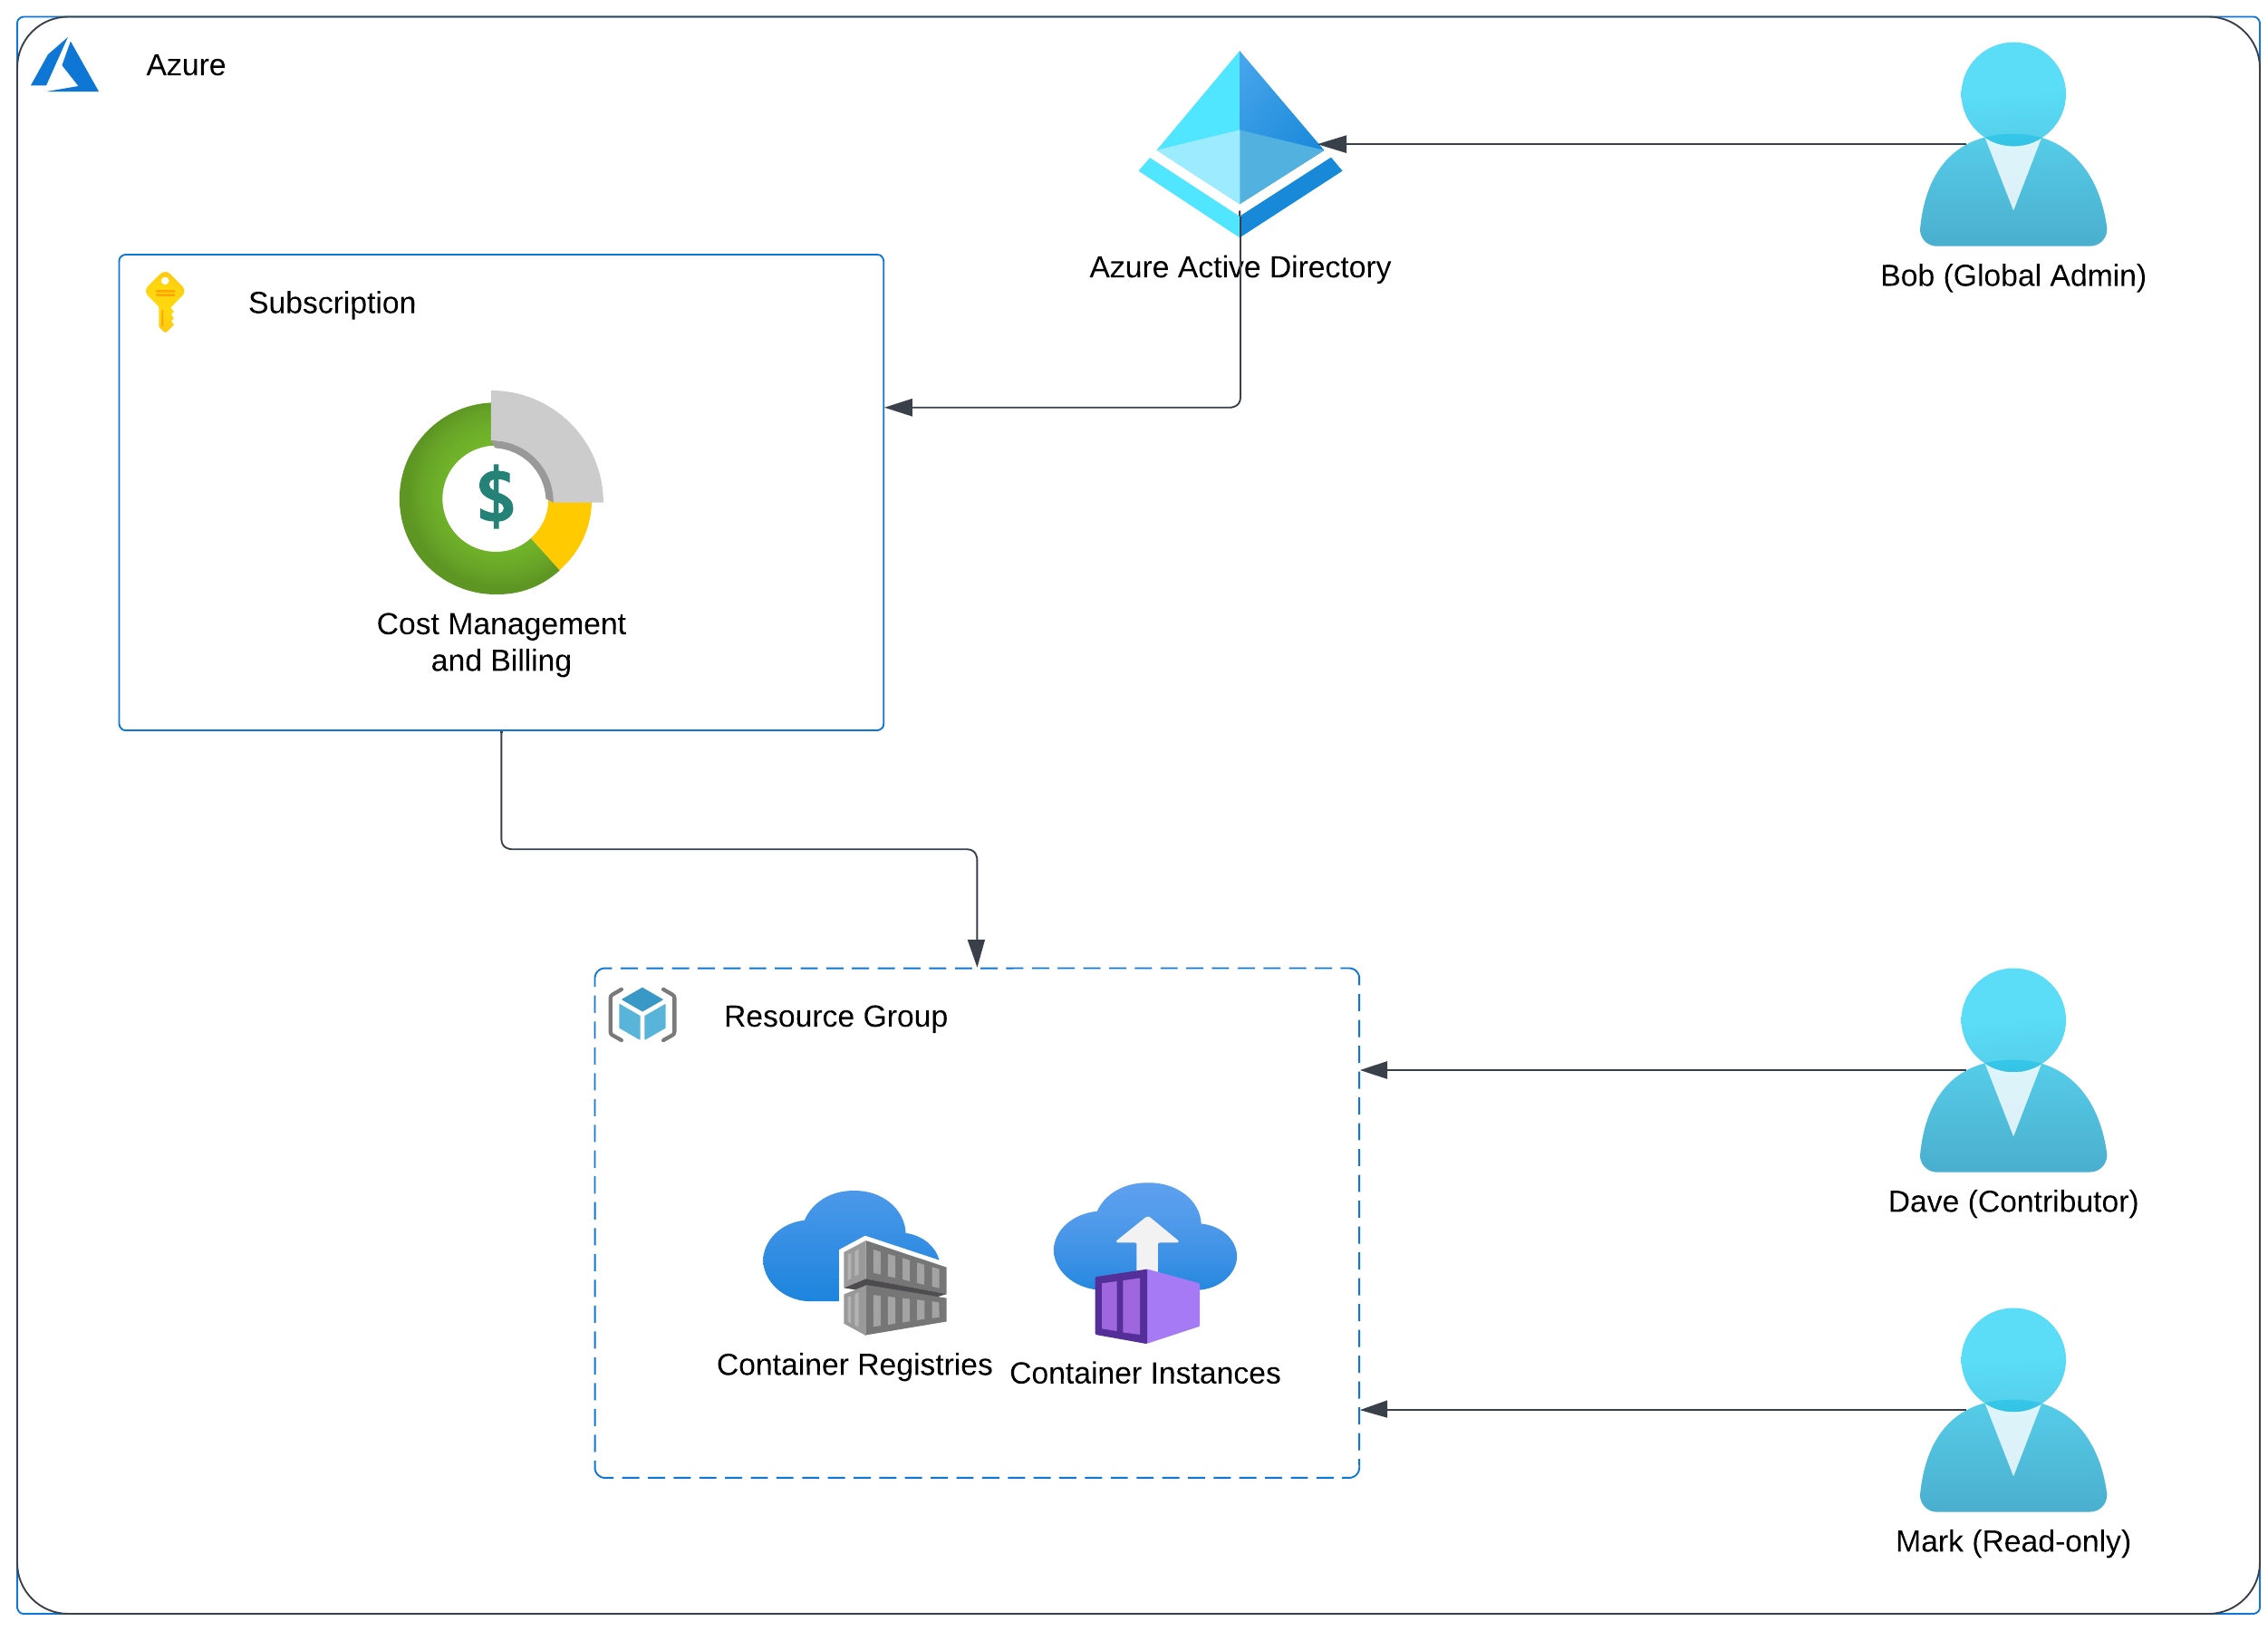 Azure
Azure Active Directory
Bob (Global Admin)
Subscription
$
Cost Management
and Billing
Resource Group
Dave (Contributor)
Container Registries
Container Instances
Mark (Read-only)